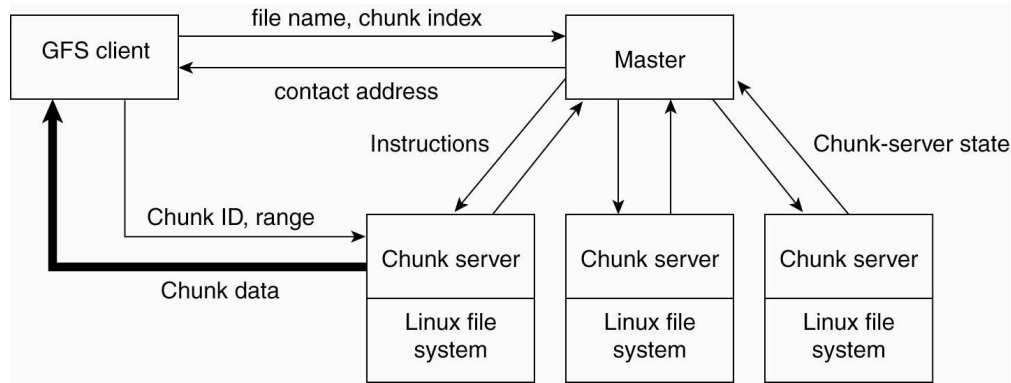 file name, chunk index
GFS client
Master
contact address
Instructions
Chunk-server state
Chunk ID, range
Chunk server
Chunk server
Chunk server
Chunk data
Linux file
system
Linux file
system
Linux file
system